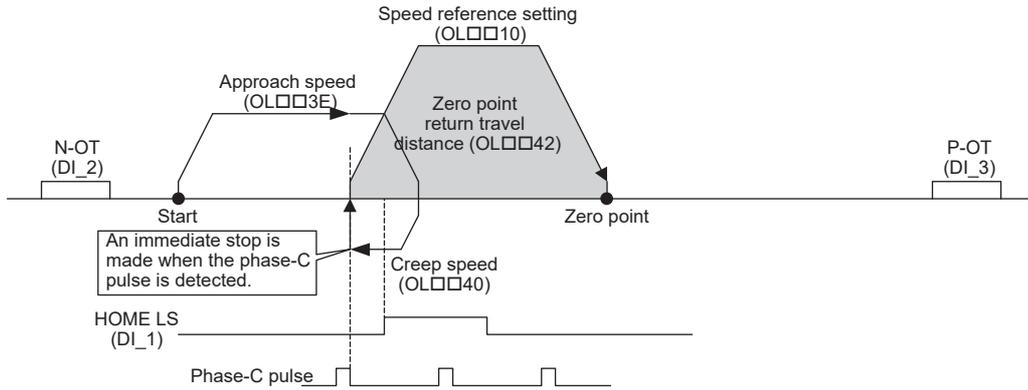 Speed reference setting
(OL□□10)
Approach speed
(OL□□3E)
Zero point
return travel
distance (OL□□42)
N-OT
(DI_2)
P-OT
(DI_3)
Start
Zero point
An immediate stop is
made when the phase-C
pulse is detected.
Creep speed
(OL□□40)
HOME LS
(DI_1)
Phase-C pulse